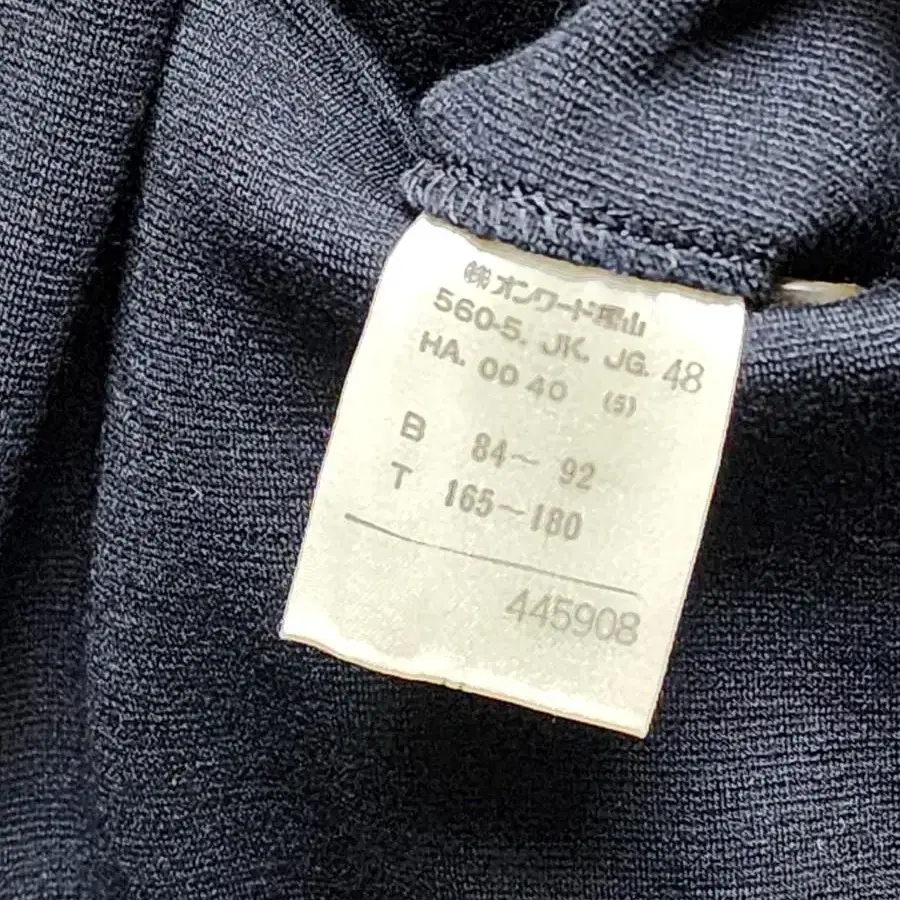 ㈱オンワード樫山
560-5. JK. JG. 48
HA. 00 40 (5)
B 84～ 92
T 165～180
445908